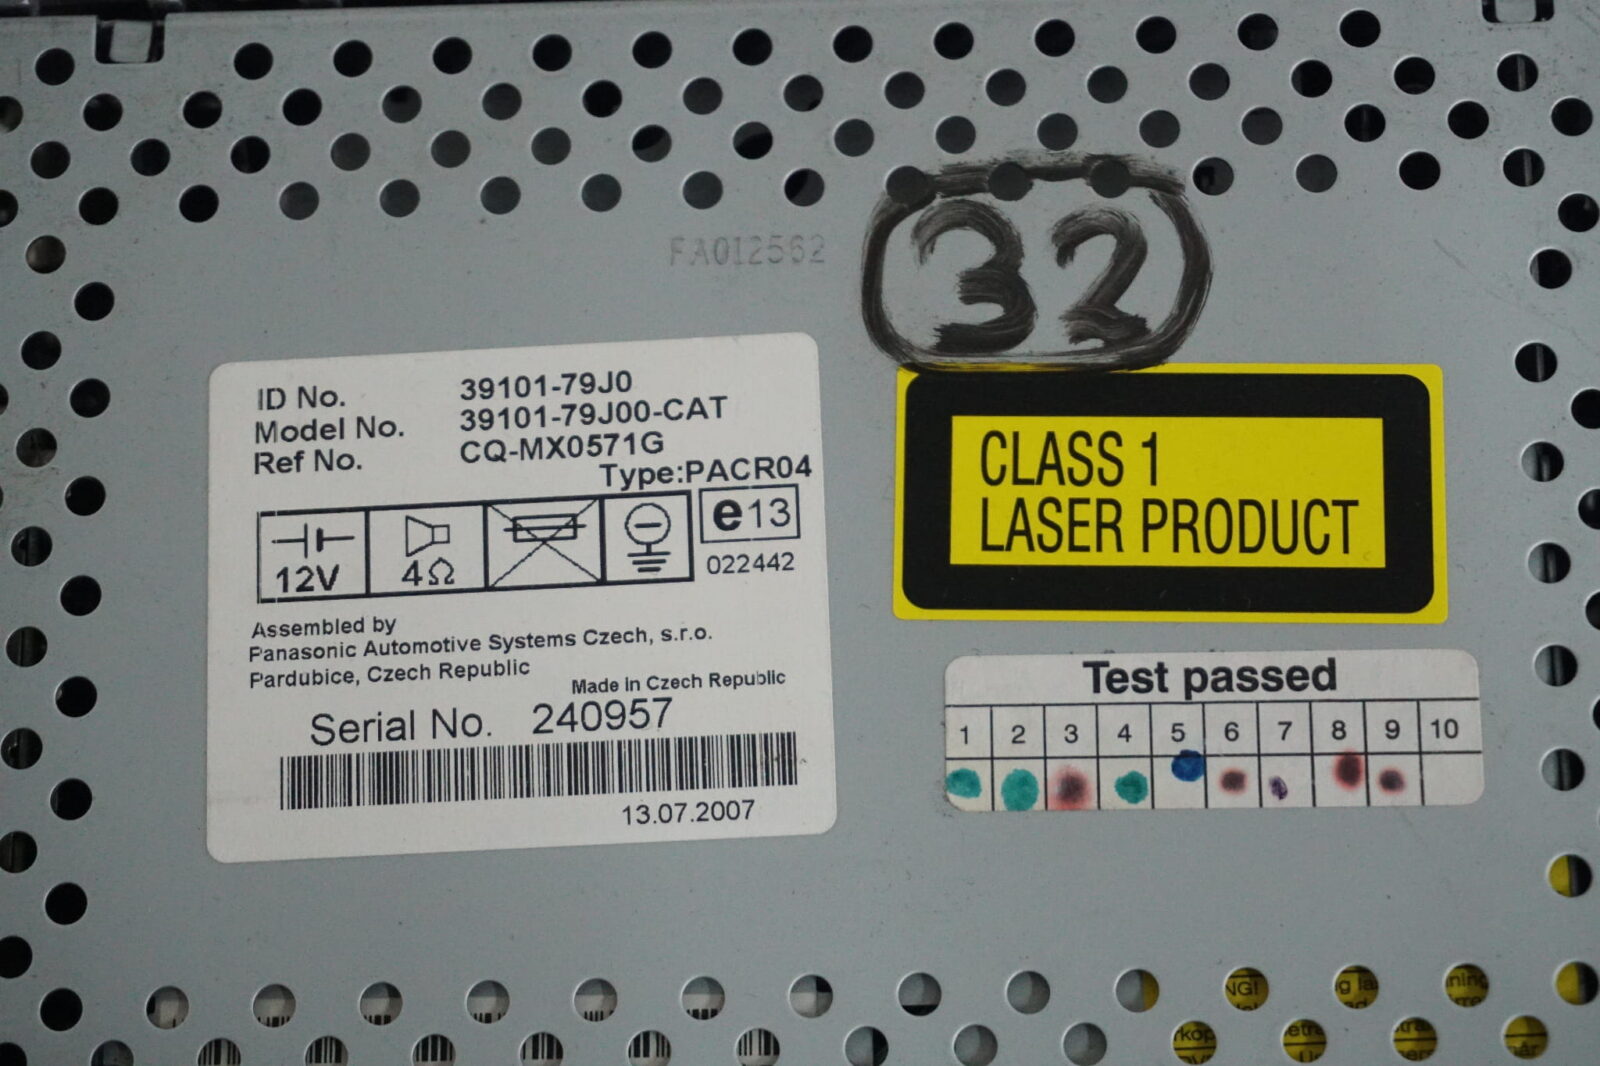 FA012562
32
ID No. 39101-79J0
Model No. 39101-79J00-CAT
Ref No. CQ-MX0571G
Type:PACR04
12V 4Ω e13
022442
Assembled by
Panasonic Automotive Systems Czech, s.r.o.
Pardubice, Czech Republic
Made in Czech Republic
Serial No. 240957
13.07.2007
CLASS 1
LASER PRODUCT
Test passed
1 2 3 4 5 6 7 8 9 10